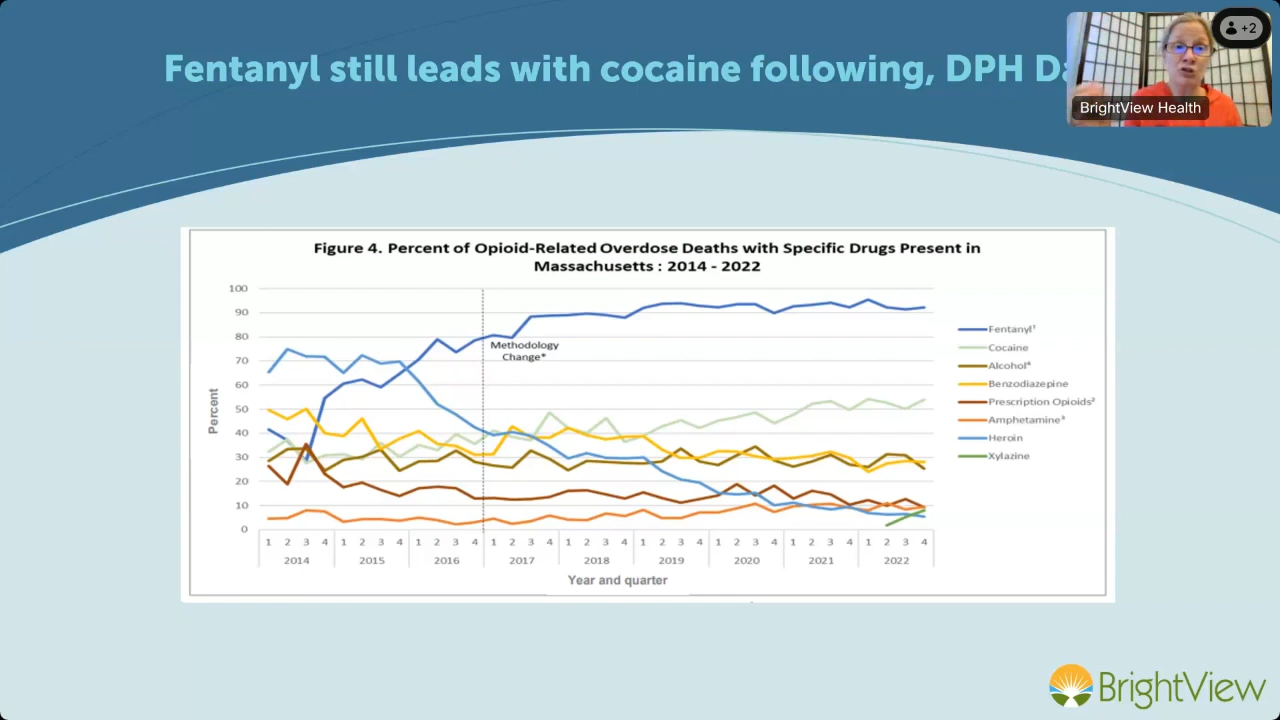 Fentanyl still leads with cocaine following, DPH
+2
BrightView Health
Figure 4. Percent of Opioid-Related Overdose Deaths with Specific Drugs Present in
Massachusetts : 2014 - 2022
Percent
100
90
80
70
60
50
40
30
20
10
0
Methodology
Change*
Fentanyl¹
Cocaine
Alcohol⁴
Benzodiazepine
Prescription Opioids²
Amphetamine³
Heroin
Xylazine
1 2 3 4 1 2 3 4 1 2 3 4 1 2 3 4 1 2 3 4 1 2 3 4 1 2 3 4 1 2 3 4 1 2 3 4
2014 2015 2016 2017 2018 2019 2020 2021 2022
Year and quarter
BrightView